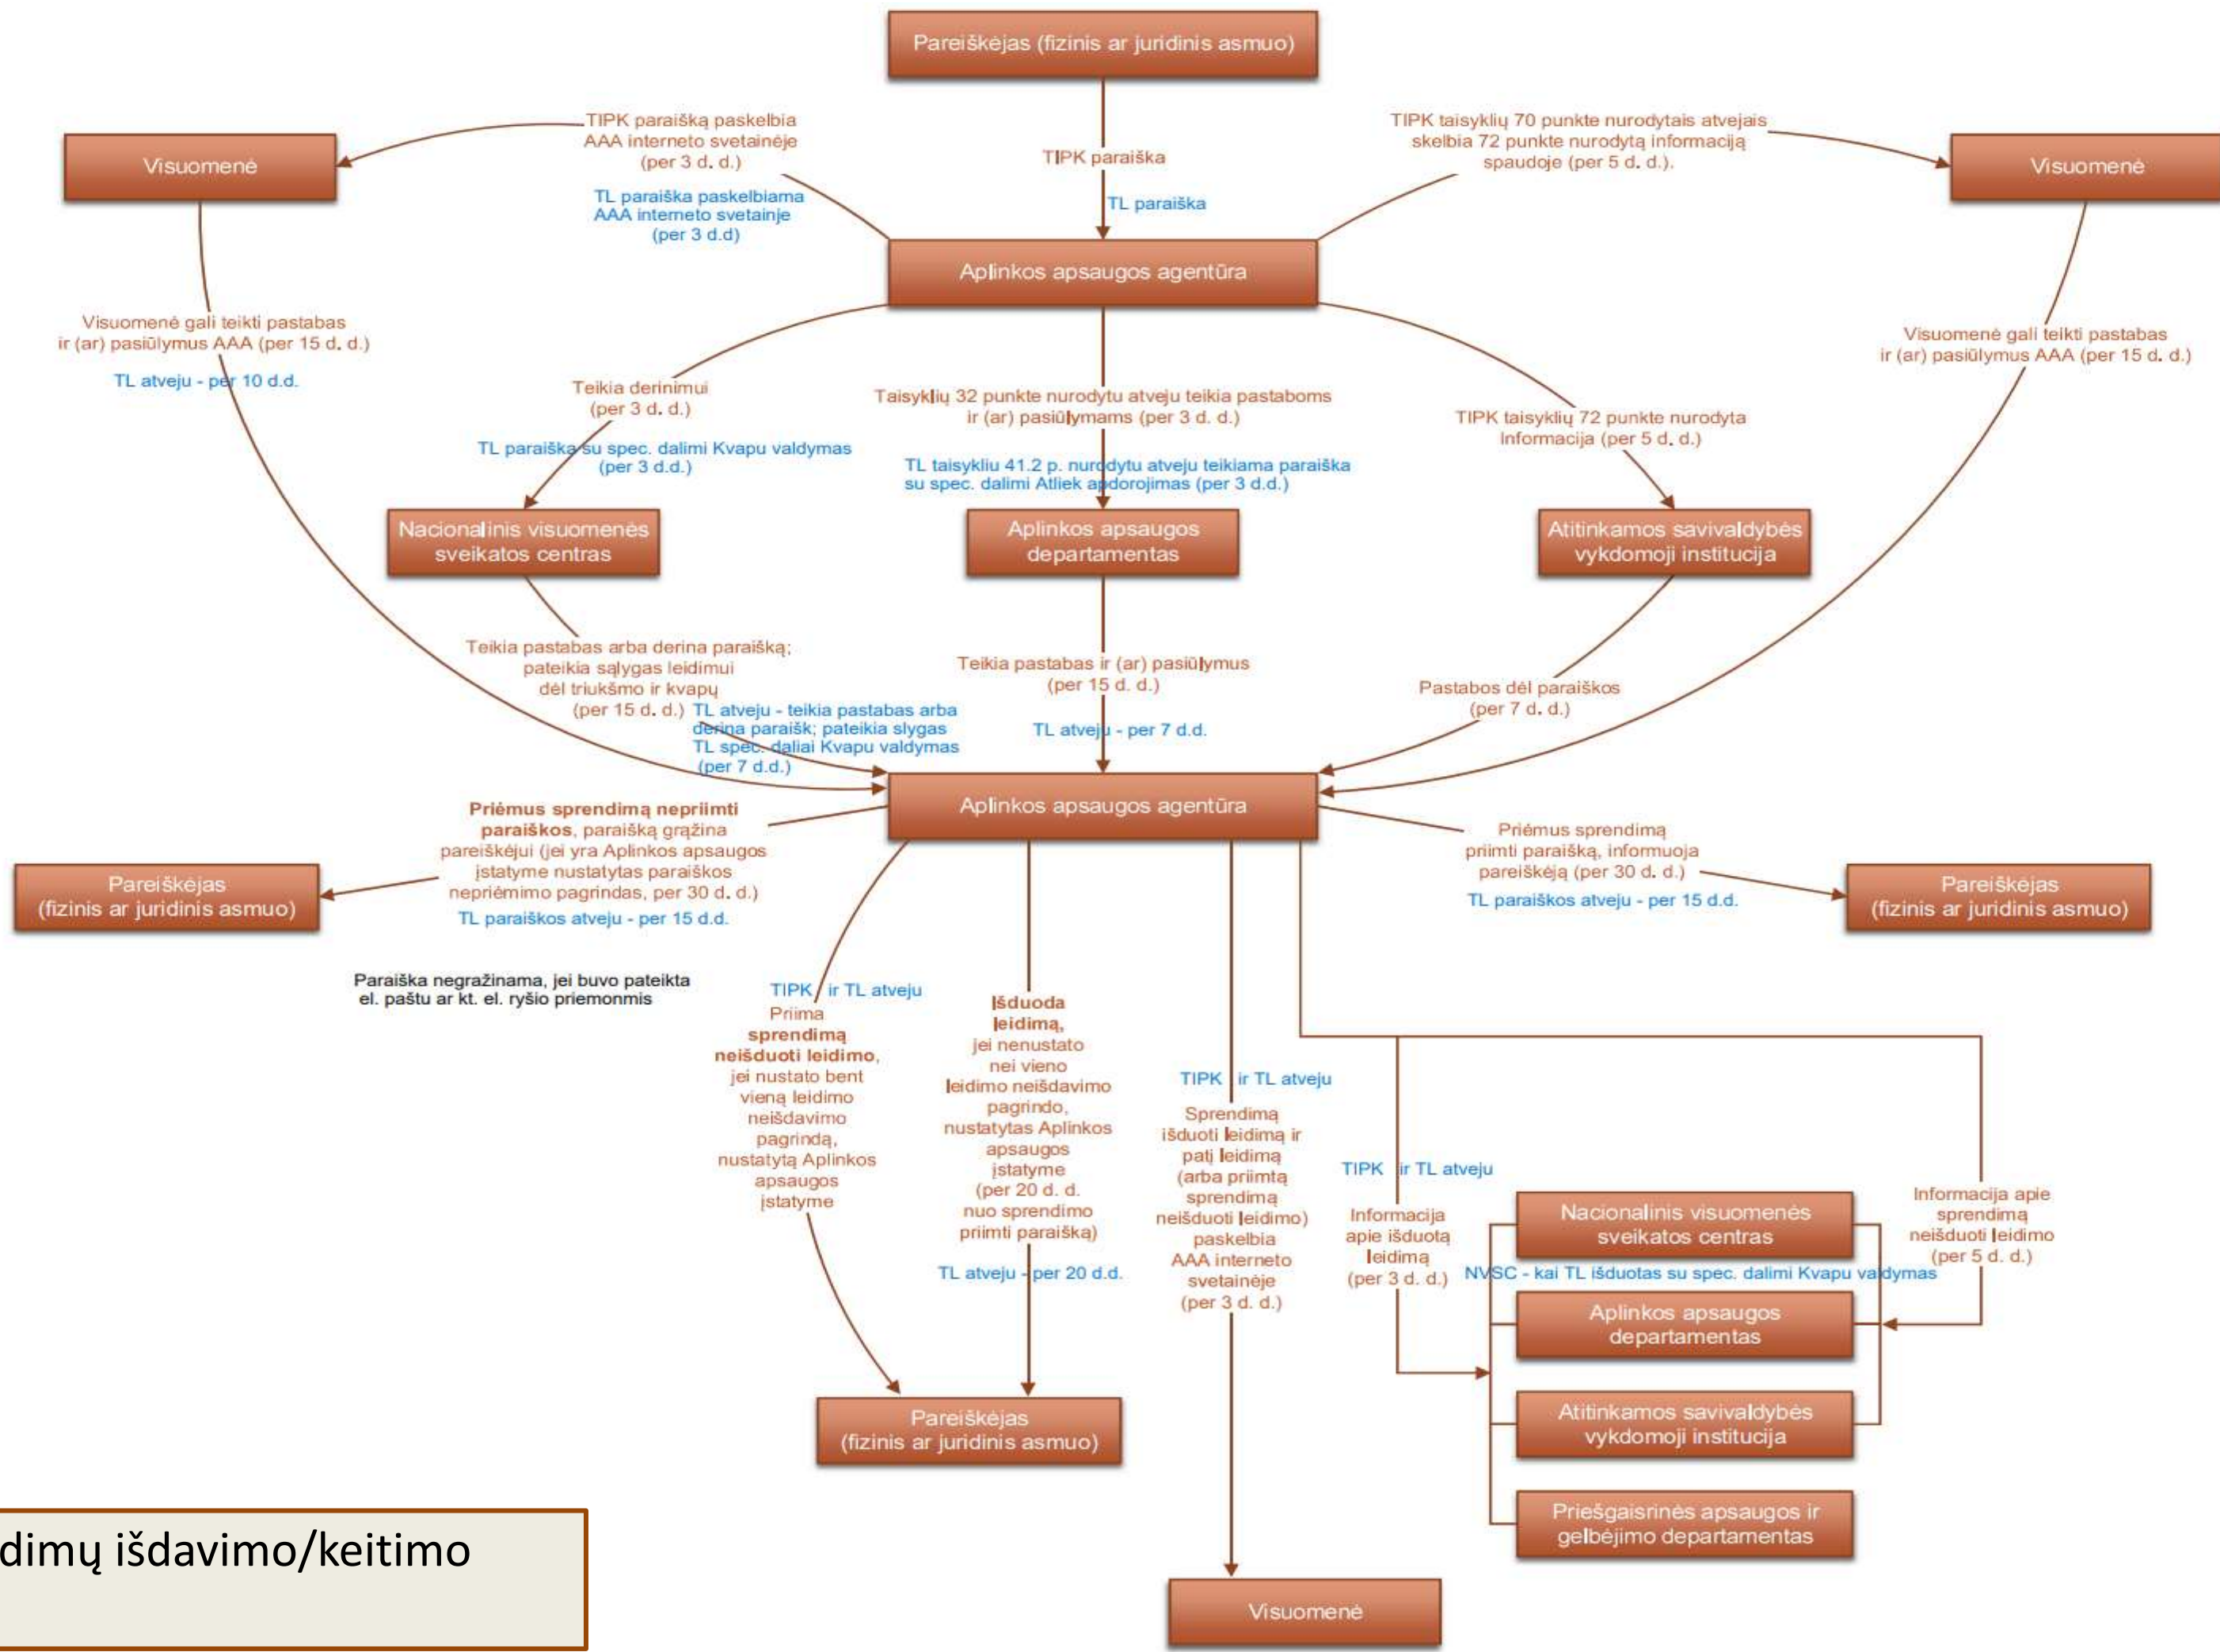 Pareiškėjas (fizinis ar juridinis asmuo)
TIPK paraišką paskelbia
AAA interneto svetainėje
(per 3 d. d.)
TL paraiška paskelbiama
AAA interneto svetainje
(per 3 d.d)
TIPK paraiška
TL paraiška
TIPK taisyklių 70 punkte nurodytais atvejais
skelbia 72 punkte nurodytą informaciją
spaudoje (per 5 d. d.).
Visuomenė
Visuomenė
Aplinkos apsaugos agentūra
Visuomenė gali teikti pastabas
ir (ar) pasiūlymus AAA (per 15 d. d.)
TL atveju - per 10 d.d.
Visuomenė gali teikti pastabas
ir (ar) pasiūlymus AAA (per 15 d. d.)
Teikia derinimui
(per 3 d. d.)
TL paraiška su spec. dalimi Kvapu valdymas
(per 3 d.d.)
Taisyklių 32 punkte nurodytu atveju teikia pastaboms
ir (ar) pasiūlymams (per 3 d. d.)
TL taisykliu 41.2 p. nurodytu atveju teikiama paraiška
su spec. dalimi Atliek apdorojimas (per 3 d.d.)
TIPK taisyklių 72 punkte nurodyta
Informacija (per 5 d. d.)
Nacionalinis visuomenės
sveikatos centras
Aplinkos apsaugos
departamentas
Atitinkamos savivaldybės
vykdomoji institucija
Teikia pastabas arba derina paraišką;
pateikia sąlygas leidimui
dėl triukšmo ir kvapų
(per 15 d. d.)
TL atveju - teikia pastabas arba
derina paraišk; pateikia slygas
TL spec. daliai Kvapu valdymas
(per 7 d.d.)
Teikia pastabas ir (ar) pasiūlymus
(per 15 d. d.)
TL atveju - per 7 d.d.
Pastabos dėl paraiškos
(per 7 d. d.)
Aplinkos apsaugos agentūra
Priėmus sprendimą nepriimti
paraiškos, paraišką grąžina
pareiškėjui (jei yra Aplinkos apsaugos
įstatyme nustatytas paraiškos
nepriėmimo pagrindas, per 30 d. d.)
TL paraiškos atveju - per 15 d.d.
Priėmus sprendimą
priimti paraišką, informuoja
pareiškėją (per 30 d. d.)
TL paraiškos atveju - per 15 d.d.
Pareiškėjas
(fizinis ar juridinis asmuo)
Pareiškėjas
(fizinis ar juridinis asmuo)
Paraiška negražinama, jei buvo pateikta
el. paštu ar kt. el. ryšio priemonmis
TIPK ir TL atveju
Priima
sprendimą
neišduoti leidimo,
jei nustato bent
vieną leidimo
neišdavimo
pagrindą,
nustatytą Aplinkos
apsaugos
įstatyme
Išduoda
leidimą,
jei nenustato
nei vieno
leidimo neišdavimo
pagrindo,
nustatytas Aplinkos
apsaugos
įstatyme
(per 20 d. d.
nuo sprendimo
priimti paraišką)
TL atveju - per 20 d.d.
TIPK ir TL atveju
Sprendimą
išduoti leidimą ir
patį leidimą
(arba priimtą
sprendimą
neišduoti leidimo)
paskelbia
AAA interneto
svetainėje
(per 3 d. d.)
TIPK ir TL atveju
Informacija
apie išduotą
leidimą
(per 3 d. d.)
Nacionalinis visuomenės
sveikatos centras
NVSC - kai TL išduotas su spec. dalimi Kvapu valdymas
Aplinkos apsaugos
departamentas
Atitinkamos savivaldybės
vykdomoji institucija
Priešgaisrinės apsaugos ir
gelbėjimo departamentas
Informacija apie
sprendimą
neišduoti leidimo
(per 5 d. d.)
Pareiškėjas
(fizinis ar juridinis asmuo)
Visuomenė
dimų išdavimo/keitimo